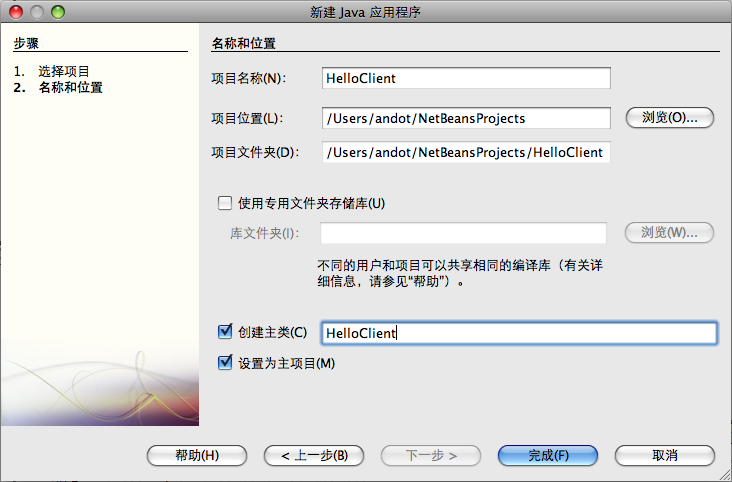 新建 Java 应用程序
步骤
1. 选择项目
2. 名称和位置
名称和位置
项目名称(N): HelloClient
项目位置(L): /Users/andot/NetBeansProjects 浏览(O)...
项目文件夹(D): /Users/andot/NetBeansProjects/HelloClient
使用专用文件夹存储库(U)
库文件夹(I): 浏览(W)...
不同的用户和项目可以共享相同的编译库（有关详
细信息，请参见“帮助”）。
创建主类(C) HelloClient
设置为主项目(M)
帮助(H) < 上一步(B) 下一步 > 完成(F) 取消